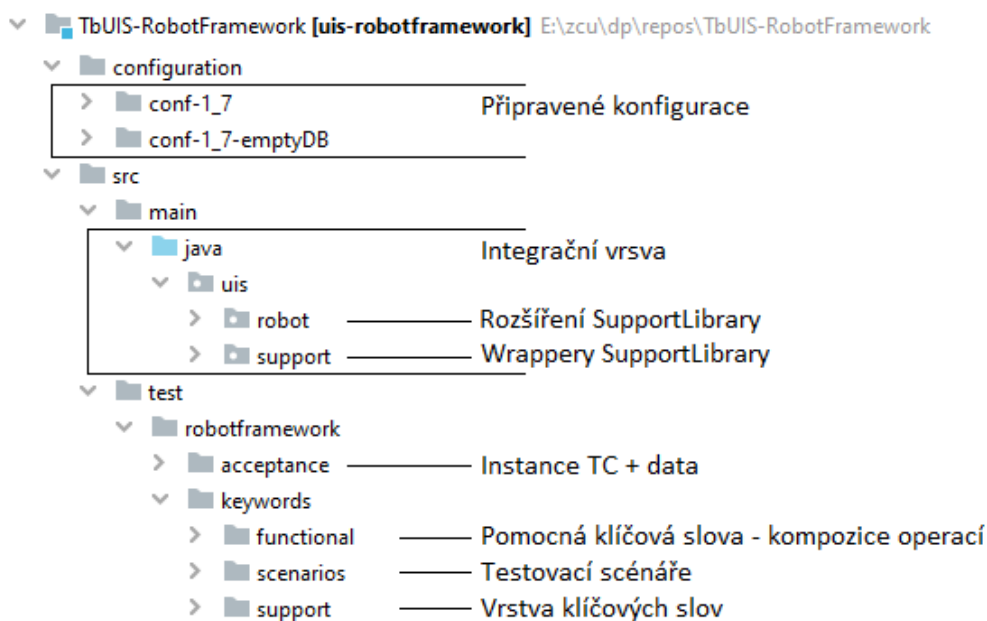 TbUIS-RobotFramework [uis-robotframework] E:\zcu\dp\repos\TbUIS-RobotFramework
configuration
conf-1_7 Připravené konfigurace
conf-1_7-emptyDB
src
main
java Integrační vrsva
uis
robot Rozšíření SupportLibrary
support Wrappery SupportLibrary
test
robotframework
acceptance Instance TC + data
keywords
functional Pomocná klíčová slova - kompozice operací
scenarios Testovací scénáře
support Vrstva klíčových slov